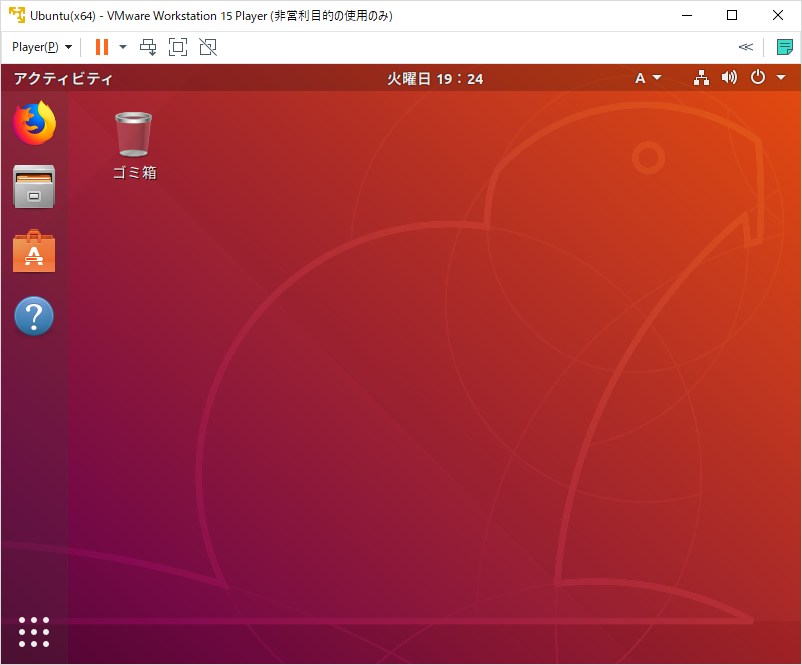 Ubuntu(x64) - VMware Workstation 15 Player (非営利目的の使用のみ)
Player(P)
アクティビティ 火曜日 19：24 A
ゴミ箱
A
?